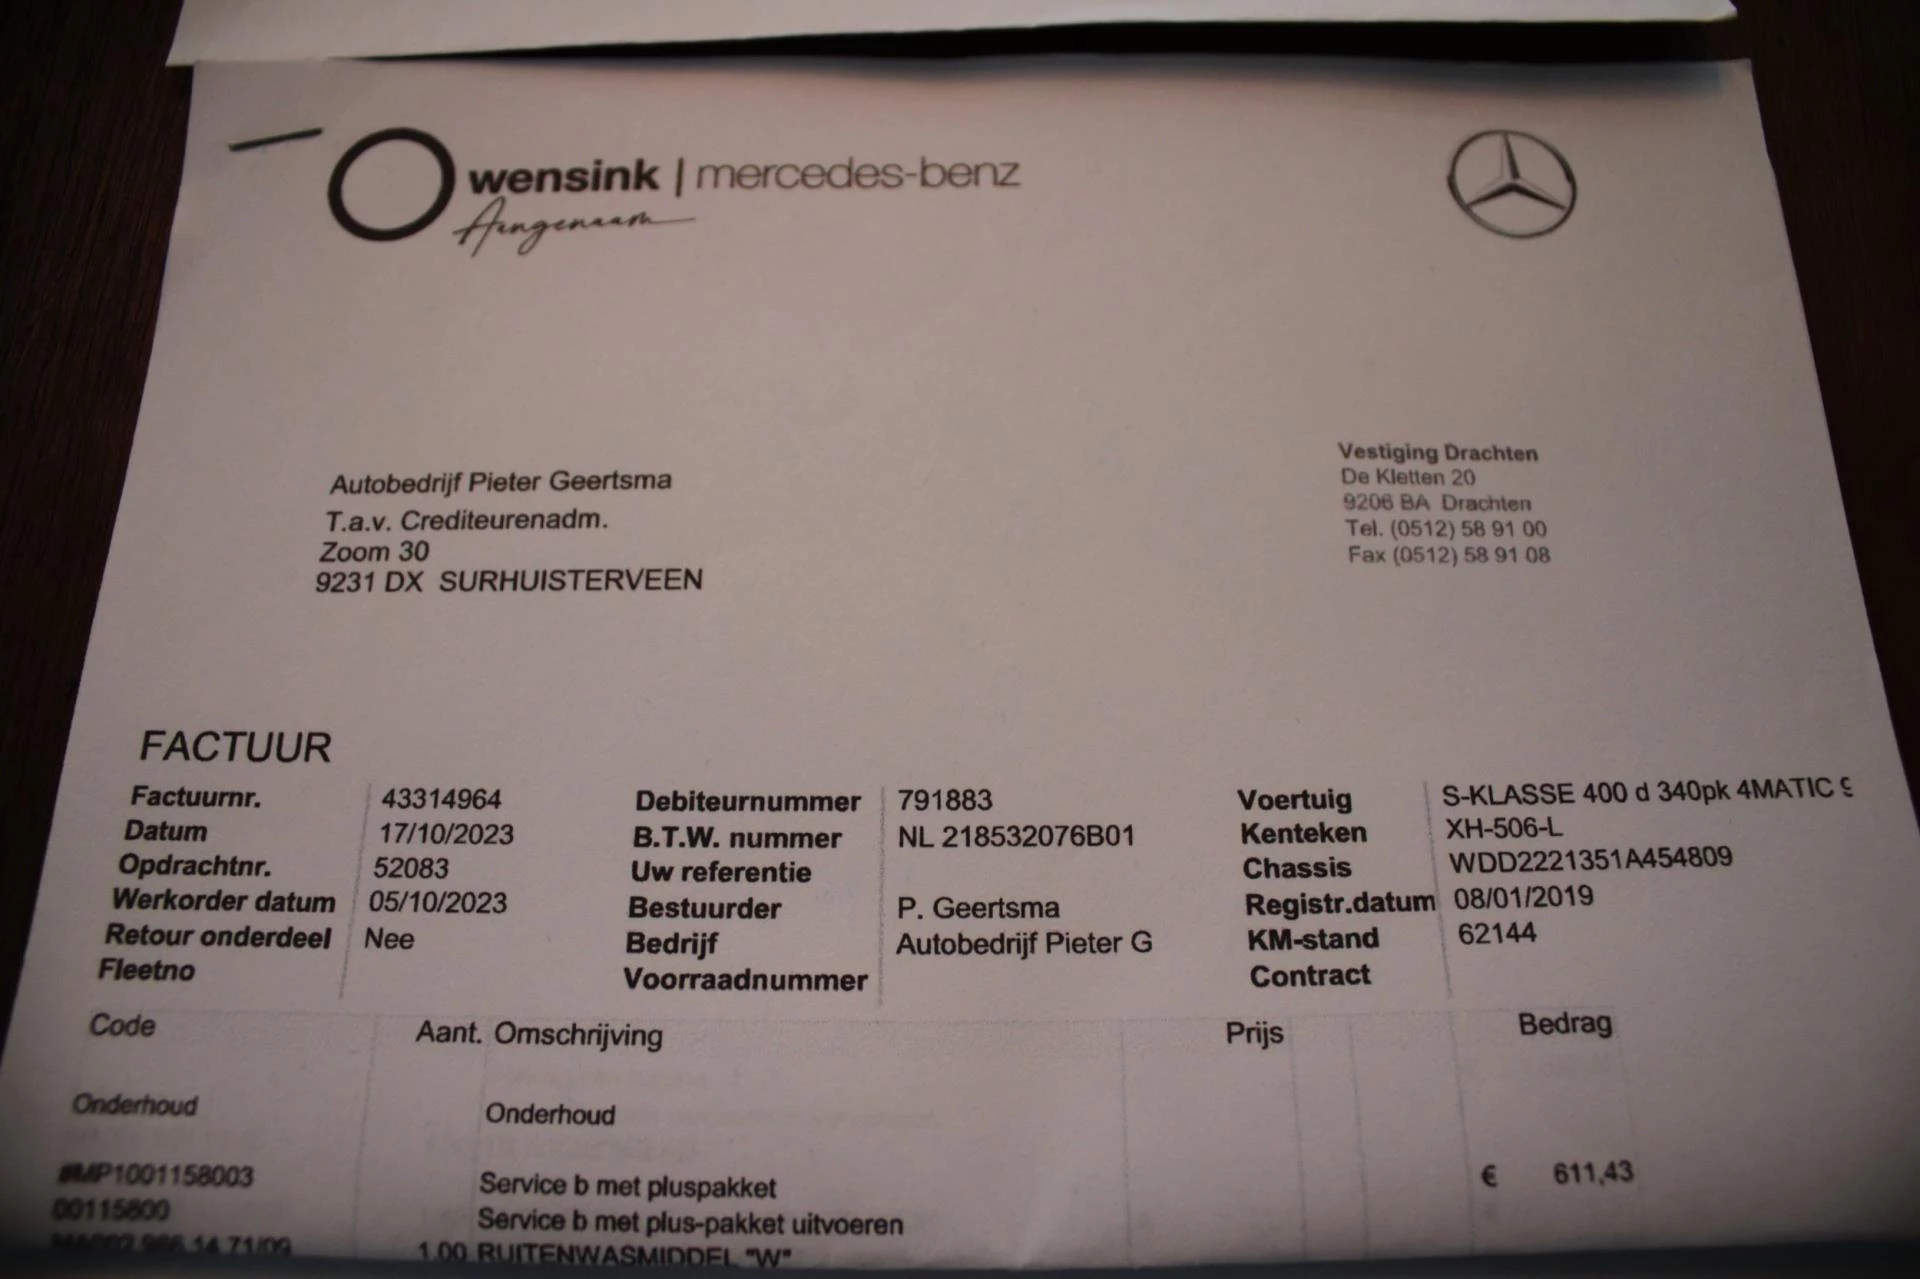 wensink | mercedes-benz
Aangenaam
Autobedrijf Pieter Geertsma
T.a.v. Crediteurenadm.
Zoom 30
9231 DX SURHUISTERVEEN
Vestiging Drachten
De Kletten 20
9206 BA Drachten
Tel. (0512) 58 91 00
Fax (0512) 58 91 08
FACTUUR
Factuurnr. 43314964 Debiteurnummer 791883 Voertuig S-KLASSE 400 d 340pk 4MATIC
Datum 17/10/2023 B.T.W. nummer NL 218532076B01 Kenteken XH-506-L
Opdrachtnr. 52083 Uw referentie Chassis WDD2221351A454809
Werkorder datum 05/10/2023 Bestuurder P. Geertsma Registr.datum 08/01/2019
Retour onderdeel Nee Bedrijf Autobedrijf Pieter G KM-stand 62144
Fleetno Voorraadnummer Contract
Code Aant. Omschrijving Prijs Bedrag
Onderhoud Onderhoud
#MP1001158003 Service b met pluspakket € 611,43
00115800 Service b met plus-pakket uitvoeren
1.00 RUITENWASMIDDEL "W"